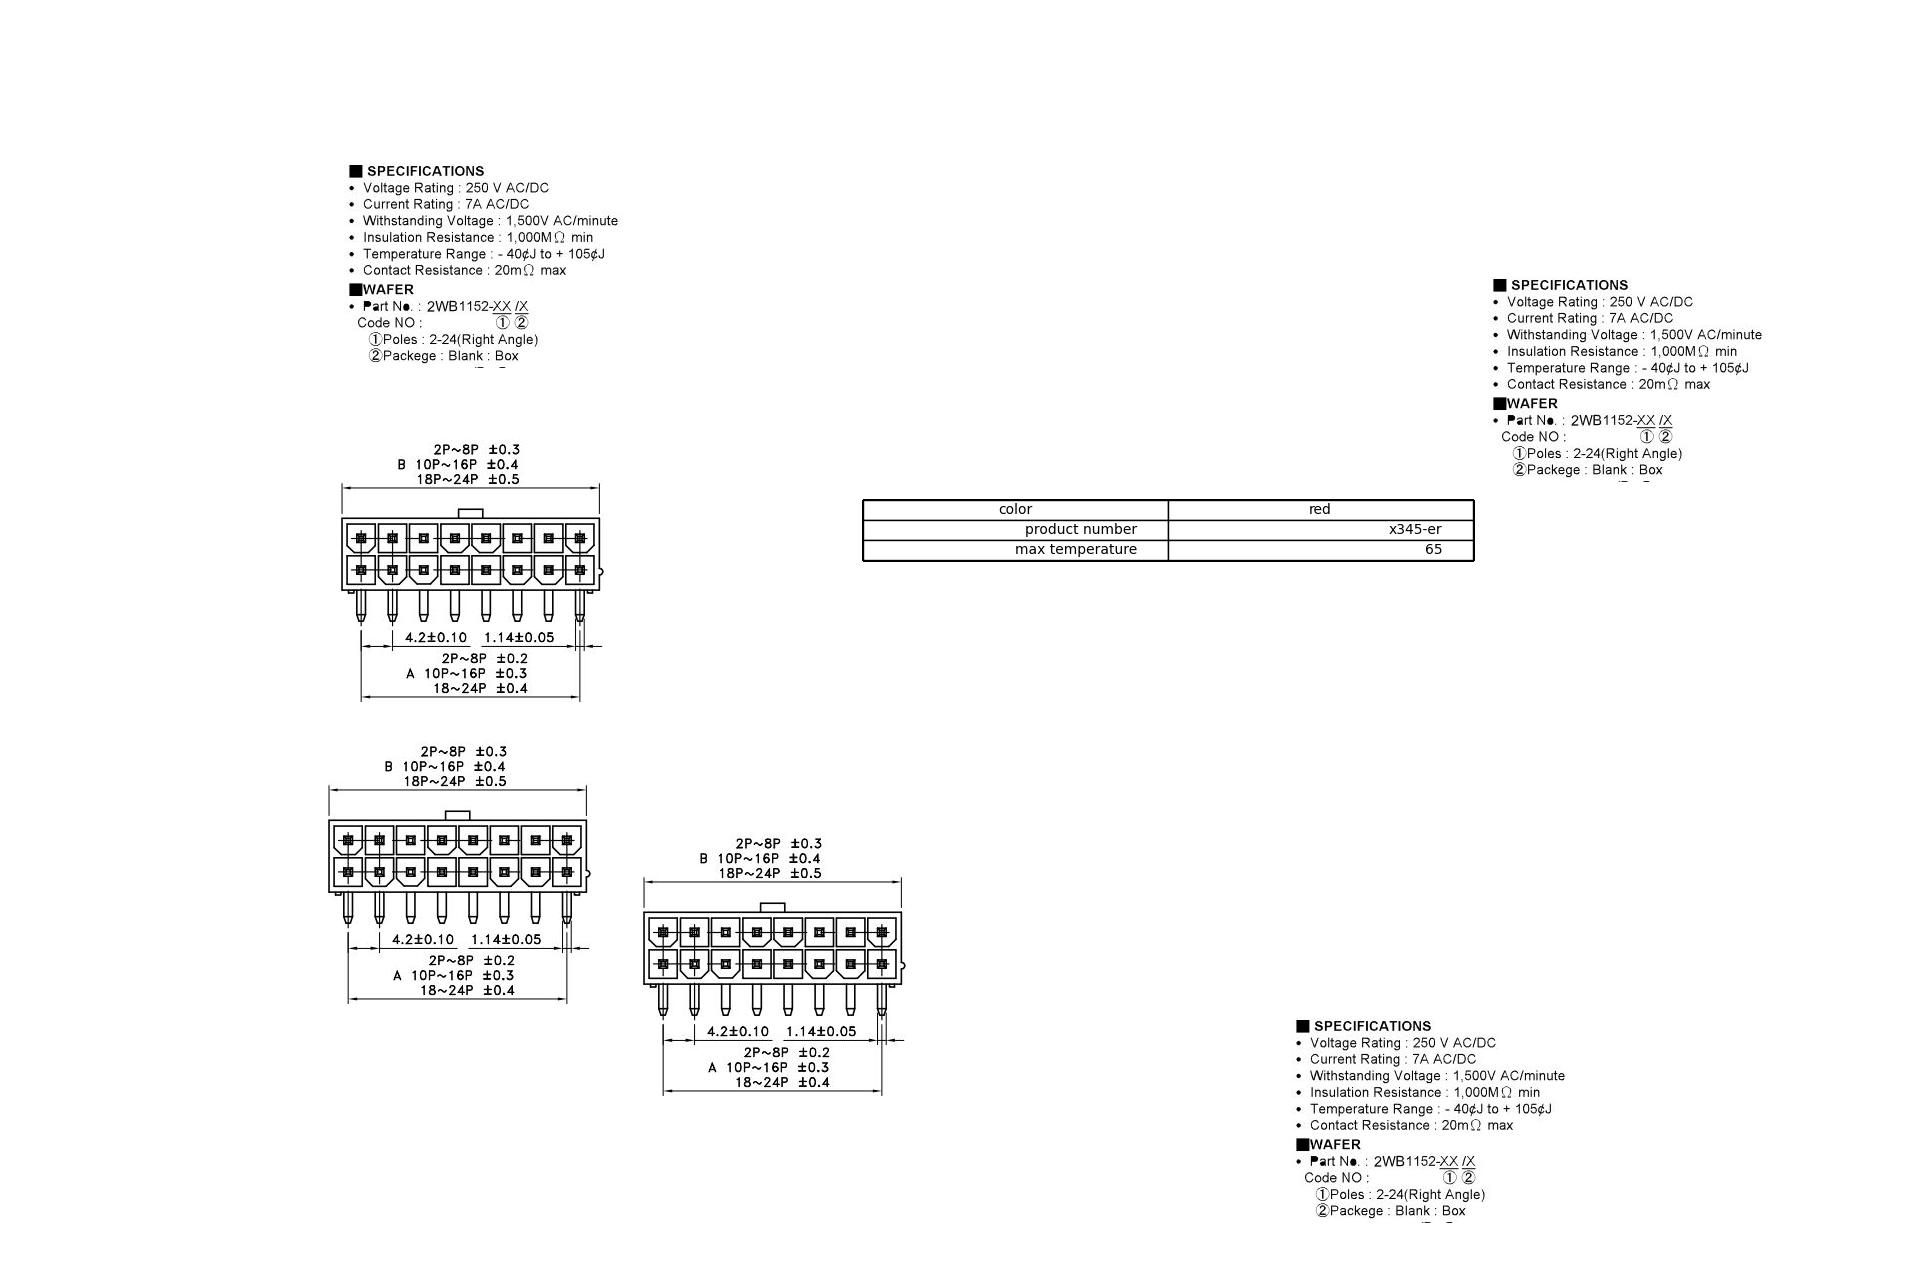 ■ SPECIFICATIONS
• Voltage Rating : 250 V AC/DC
• Current Rating : 7A AC/DC
• Withstanding Voltage : 1,500V AC/minute
• Insulation Resistance : 1,000MΩ min
• Temperature Range : - 40¢J to + 105¢J
• Contact Resistance : 20mΩ max
■WAFER
• Part No. : 2WB1152-XX /X
Code NO : ① ②
①Poles : 2-24(Right Angle)
②Packege : Blank : Box
■ SPECIFICATIONS
• Voltage Rating : 250 V AC/DC
• Current Rating : 7A AC/DC
• Withstanding Voltage : 1,500V AC/minute
• Insulation Resistance : 1,000MΩ min
• Temperature Range : - 40¢J to + 105¢J
• Contact Resistance : 20mΩ max
■WAFER
• Part No. : 2WB1152-XX /X
Code NO : ① ②
①Poles : 2-24(Right Angle)
②Packege : Blank : Box
2P~8P ±0.3
B 10P~16P ±0.4
18P~24P ±0.5
4.2±0.10 1.14±0.05
2P~8P ±0.2
A 10P~16P ±0.3
18~24P ±0.4
color red
product number x345-er
max temperature 65
2P~8P ±0.3
B 10P~16P ±0.4
18P~24P ±0.5
4.2±0.10 1.14±0.05
2P~8P ±0.2
A 10P~16P ±0.3
18~24P ±0.4
2P~8P ±0.3
B 10P~16P ±0.4
18P~24P ±0.5
4.2±0.10 1.14±0.05
2P~8P ±0.2
A 10P~16P ±0.3
18~24P ±0.4
■ SPECIFICATIONS
• Voltage Rating : 250 V AC/DC
• Current Rating : 7A AC/DC
• Withstanding Voltage : 1,500V AC/minute
• Insulation Resistance : 1,000MΩ min
• Temperature Range : - 40¢J to + 105¢J
• Contact Resistance : 20mΩ max
■WAFER
• Part No. : 2WB1152-XX /X
Code NO : ① ②
①Poles : 2-24(Right Angle)
②Packege : Blank : Box